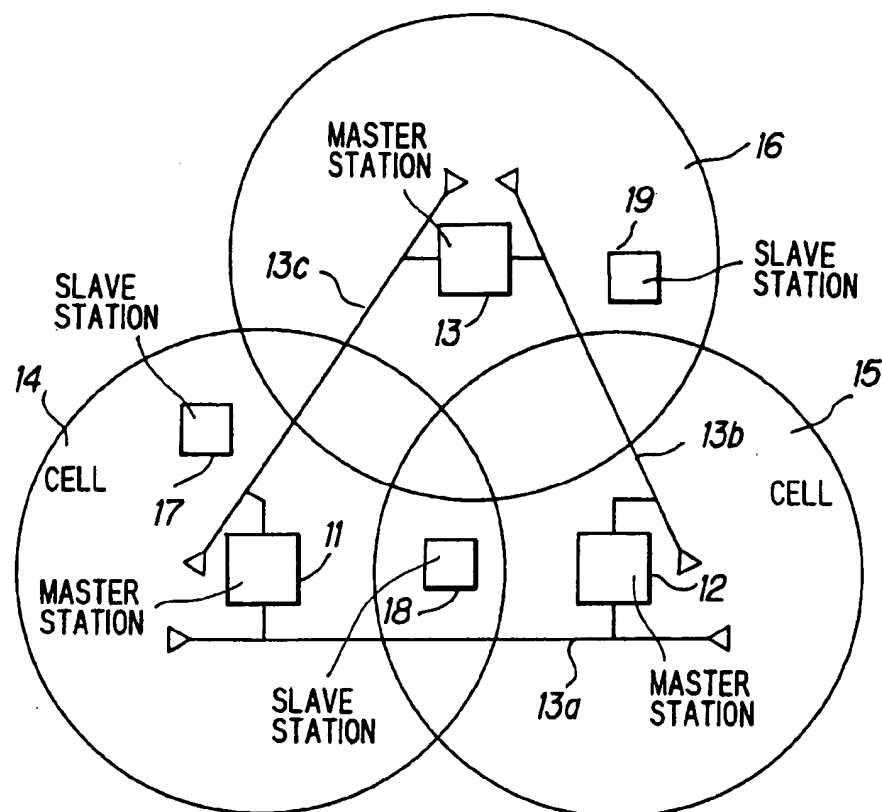 MASTER
STATION
16
19
SLAVE
STATION
13c
13
SLAVE
STATION
14
15
CELL
17
13b
CELL
11
12
MASTER
STATION
18
SLAVE
STATION
13a
MASTER
STATION